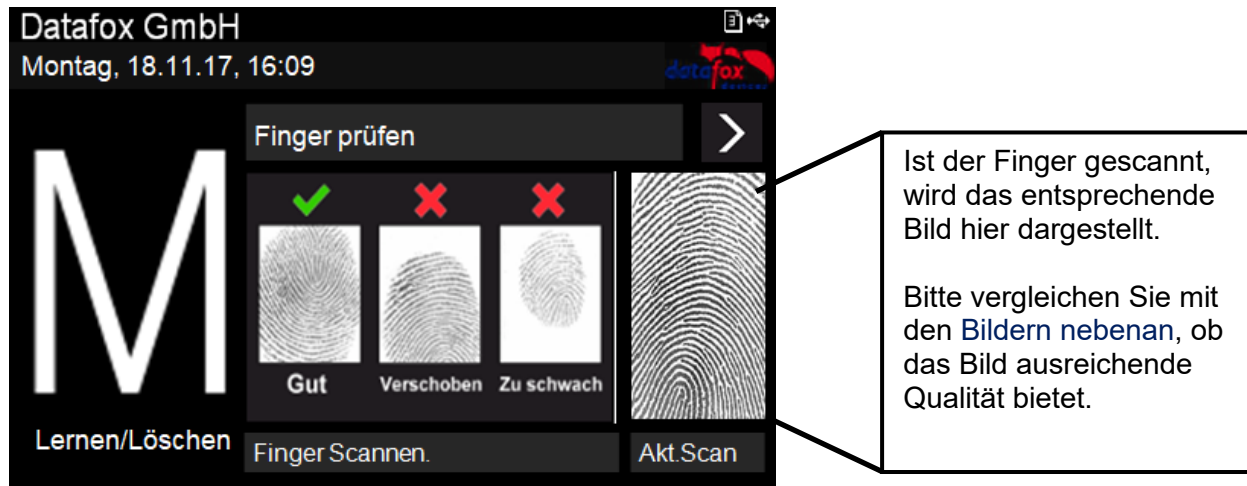 Datafox GmbH
Montag, 18.11.17, 16:09
datafox
Finger prüfen
M
Gut
Verschoben
Zu schwach
Lernen/Löschen
Finger Scannen.
Akt.Scan
Ist der Finger gescannt,
wird das entsprechende
Bild hier dargestellt.
Bitte vergleichen Sie mit
den Bildern nebenan, ob
das Bild ausreichende
Qualität bietet.